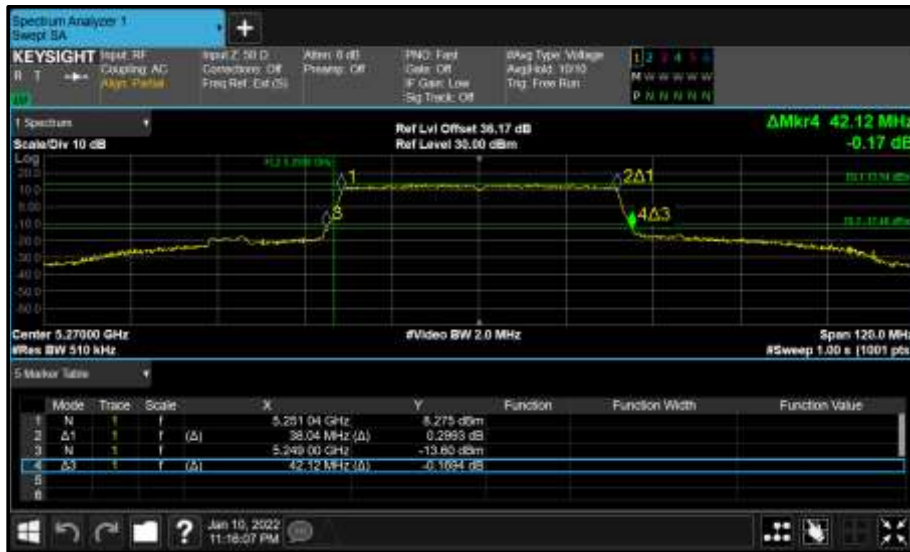 Spectrum Analyzer 1
Swept SA
+
KEYSIGHT Input: RF
R T
Coupling: AC
Align: Partial
Input Z: 50 Ω
Corrections: Off
Freq Ref: Ext (S)
Atten: 6 dB
Preamp: Off
PNO: Fast
Gate: Off
IF Gain: Low
Sig Track: Off
#Avg Type: Voltage
Avg|Hold: 10/10
Trig: Free Run
1 2 3 4 5 6
M W W W W W
P N N N N N
1 Spectrum
Scale/Div 10 dB
Ref Lvl Offset 36.17 dB
Ref Level 30.00 dBm
ΔMkr4 42.12 MHz
-0.17 dB
Log
20.0
10.0
0.00
-10.0
-20.0
-30.0
-40.0
-50.0
-60.0
1
2Δ1
3
4Δ3
Center 5.27000 GHz
#Res BW 510 kHz
#Video BW 2.0 MHz
Span 120.0 MHz
#Sweep 1.00 s (1001 pts
5 Marker Table
Mode Trace Scale X Y Function Function Width Function Value
1 N 1 f 5.251 04 GHz 8.275 dBm
2 Δ1 1 f (Δ) 38.04 MHz (Δ) 0.2993 dB
3 N 1 f 5.249 00 GHz -13.60 dBm
4 Δ3 1 f (Δ) 42.12 MHz (Δ) -0.1694 dB
5
6
?
Jan 10, 2022
11:16:07 PM